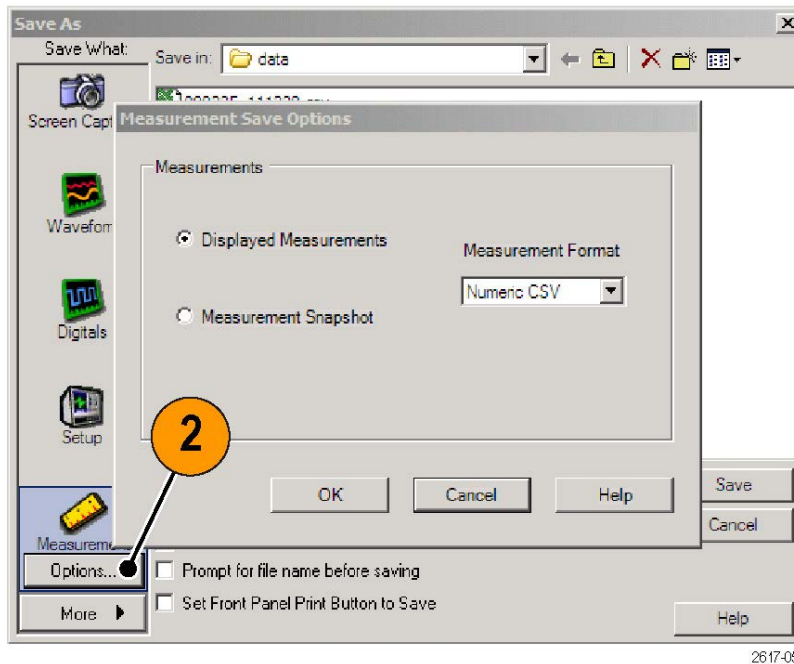 Save As
Save What:
Save in: data
Screen Capt
Measurement Save Options
Measurements
Waveform
Displayed Measurements
Measurement Format
Numeric CSV
Measurement Snapshot
Digitals
Setup
2
OK Cancel Help
Save
Cancel
Measureme
Options...
Prompt for file name before saving
More
Set Front Panel Print Button to Save
Help